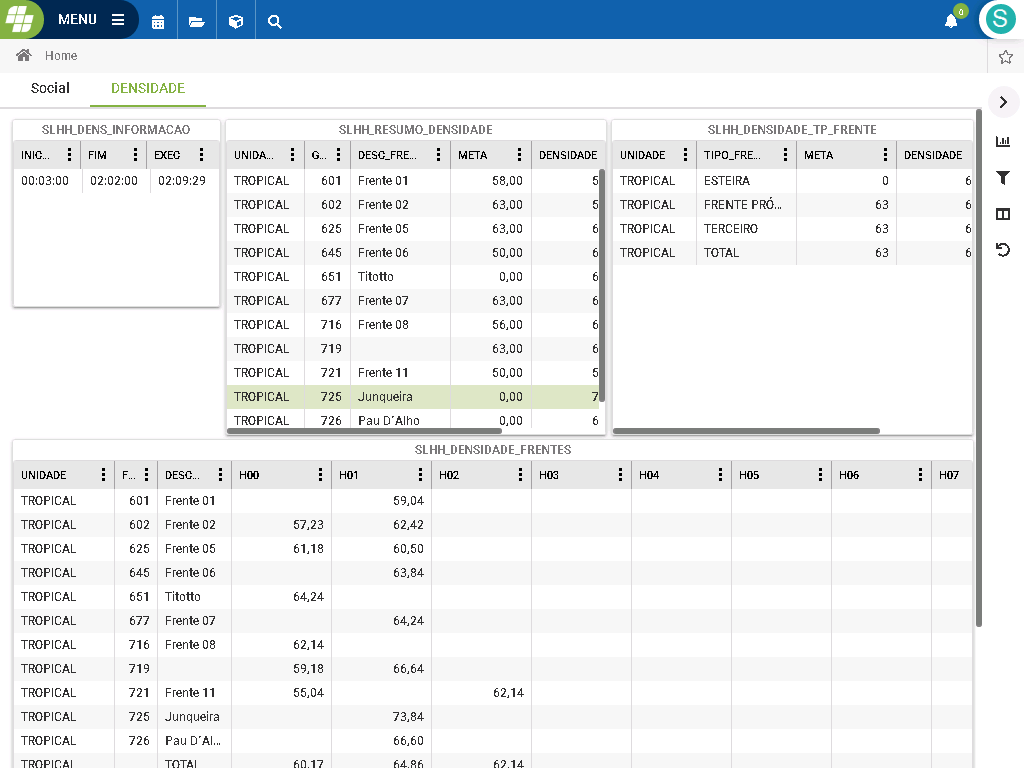 MENU
0
S
Home
Social DENSIDADE
SLHH_DENS_INFORMACAO
INIC... FIM EXEC
00:03:00 02:02:00 02:09:29
SLHH_RESUMO_DENSIDADE
UNIDA... G... DESC_FRE... META DENSIDADE
TROPICAL 601 Frente 01 58,00 5
TROPICAL 602 Frente 02 63,00 5
TROPICAL 625 Frente 05 63,00 6
TROPICAL 645 Frente 06 50,00 6
TROPICAL 651 Titotto 0,00 6
TROPICAL 677 Frente 07 63,00 6
TROPICAL 716 Frente 08 56,00 6
TROPICAL 719 63,00 6
TROPICAL 721 Frente 11 50,00 5
TROPICAL 725 Junqueira 0,00 7
TROPICAL 726 Pau D´Alho 0,00 6
SLHH_DENSIDADE_TP_FRENTE
UNIDADE TIPO_FRE... META DENSIDADE
TROPICAL ESTEIRA 0 6
TROPICAL FRENTE PRÓ... 63 6
TROPICAL TERCEIRO 63 6
TROPICAL TOTAL 63 6
SLHH_DENSIDADE_FRENTES
UNIDADE F... DESC... H00 H01 H02 H03 H04 H05 H06 H07
TROPICAL 601 Frente 01 59,04
TROPICAL 602 Frente 02 57,23 62,42
TROPICAL 625 Frente 05 61,18 60,50
TROPICAL 645 Frente 06 63,84
TROPICAL 651 Titotto 64,24
TROPICAL 677 Frente 07 64,24
TROPICAL 716 Frente 08 62,14
TROPICAL 719 59,18 66,64
TROPICAL 721 Frente 11 55,04 62,14
TROPICAL 725 Junqueira 73,84
TROPICAL 726 Pau D´Al... 66,60
TROPICAL TOTAL 60,17 64,86 62,14